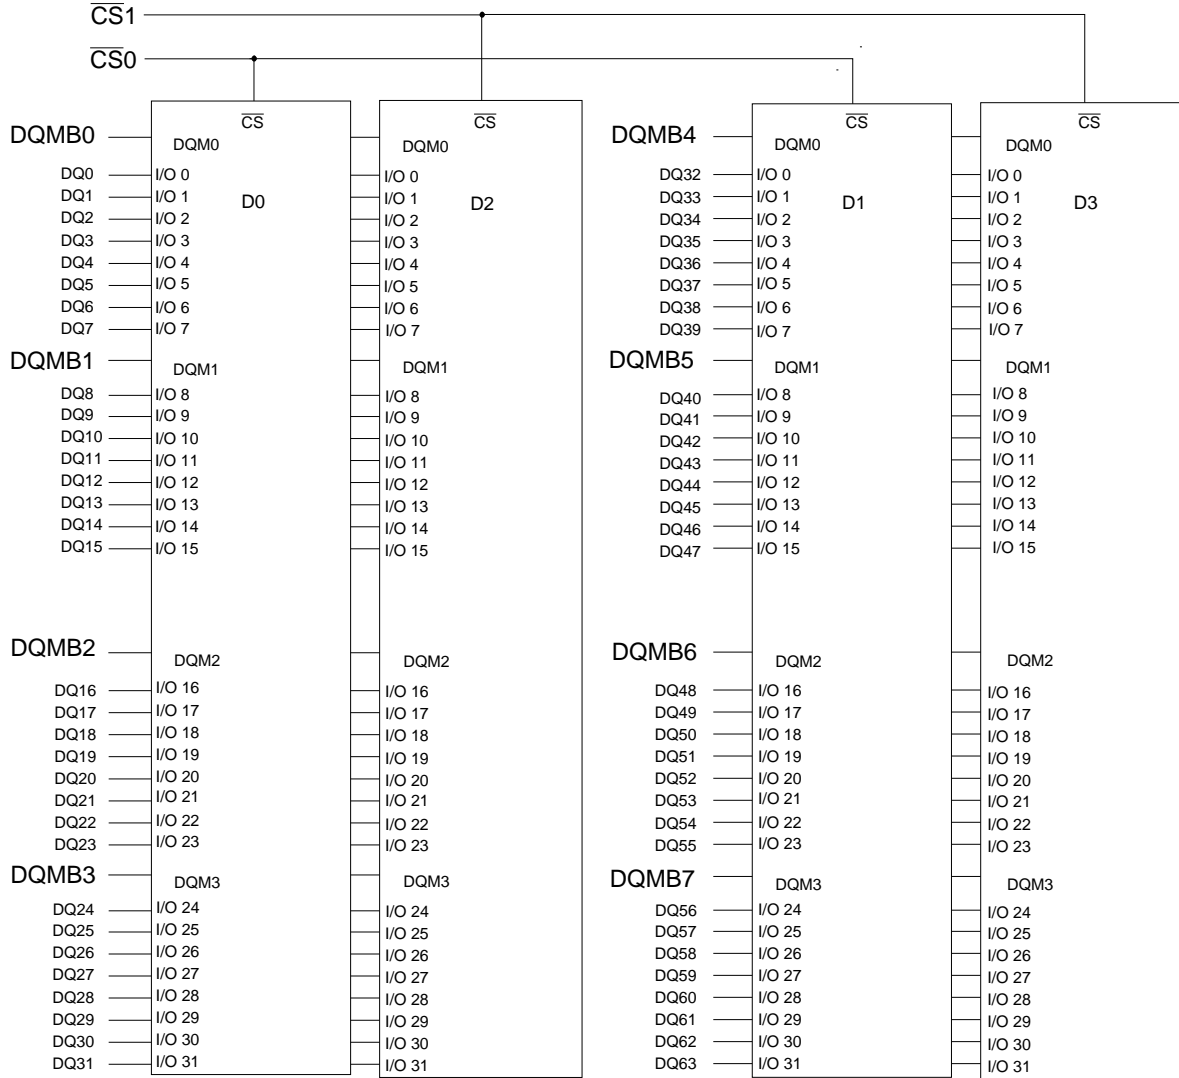 CS1
CS0
CS CS CS CS
DQMB0 DQM0 DQM0 DQMB4 DQM0 DQM0
DQ0 I/O 0 I/O 0 DQ32 I/O 0 I/O 0
DQ1 I/O 1 D0 I/O 1 D2 DQ33 I/O 1 D1 I/O 1 D3
DQ2 I/O 2 I/O 2 DQ34 I/O 2 I/O 2
DQ3 I/O 3 I/O 3 DQ35 I/O 3 I/O 3
DQ4 I/O 4 I/O 4 DQ36 I/O 4 I/O 4
DQ5 I/O 5 I/O 5 DQ37 I/O 5 I/O 5
DQ6 I/O 6 I/O 6 DQ38 I/O 6 I/O 6
DQ7 I/O 7 I/O 7 DQ39 I/O 7 I/O 7
DQMB1 DQM1 DQM1 DQMB5 DQM1 DQM1
DQ8 I/O 8 I/O 8 DQ40 I/O 8 I/O 8
DQ9 I/O 9 I/O 9 DQ41 I/O 9 I/O 9
DQ10 I/O 10 I/O 10 DQ42 I/O 10 I/O 10
DQ11 I/O 11 I/O 11 DQ43 I/O 11 I/O 11
DQ12 I/O 12 I/O 12 DQ44 I/O 12 I/O 12
DQ13 I/O 13 I/O 13 DQ45 I/O 13 I/O 13
DQ14 I/O 14 I/O 14 DQ46 I/O 14 I/O 14
DQ15 I/O 15 I/O 15 DQ47 I/O 15 I/O 15
DQMB2 DQM2 DQM2 DQMB6 DQM2 DQM2
DQ16 I/O 16 I/O 16 DQ48 I/O 16 I/O 16
DQ17 I/O 17 I/O 17 DQ49 I/O 17 I/O 17
DQ18 I/O 18 I/O 18 DQ50 I/O 18 I/O 18
DQ19 I/O 19 I/O 19 DQ51 I/O 19 I/O 19
DQ20 I/O 20 I/O 20 DQ52 I/O 20 I/O 20
DQ21 I/O 21 I/O 21 DQ53 I/O 21 I/O 21
DQ22 I/O 22 I/O 22 DQ54 I/O 22 I/O 22
DQ23 I/O 23 I/O 23 DQ55 I/O 23 I/O 23
DQMB3 DQM3 DQM3 DQMB7 DQM3 DQM3
DQ24 I/O 24 I/O 24 DQ56 I/O 24 I/O 24
DQ25 I/O 25 I/O 25 DQ57 I/O 25 I/O 25
DQ26 I/O 26 I/O 26 DQ58 I/O 26 I/O 26
DQ27 I/O 27 I/O 27 DQ59 I/O 27 I/O 27
DQ28 I/O 28 I/O 28 DQ60 I/O 28 I/O 28
DQ29 I/O 29 I/O 29 DQ61 I/O 29 I/O 29
DQ30 I/O 30 I/O 30 DQ62 I/O 30 I/O 30
DQ31 I/O 31 I/O 31 DQ63 I/O 31 I/O 31